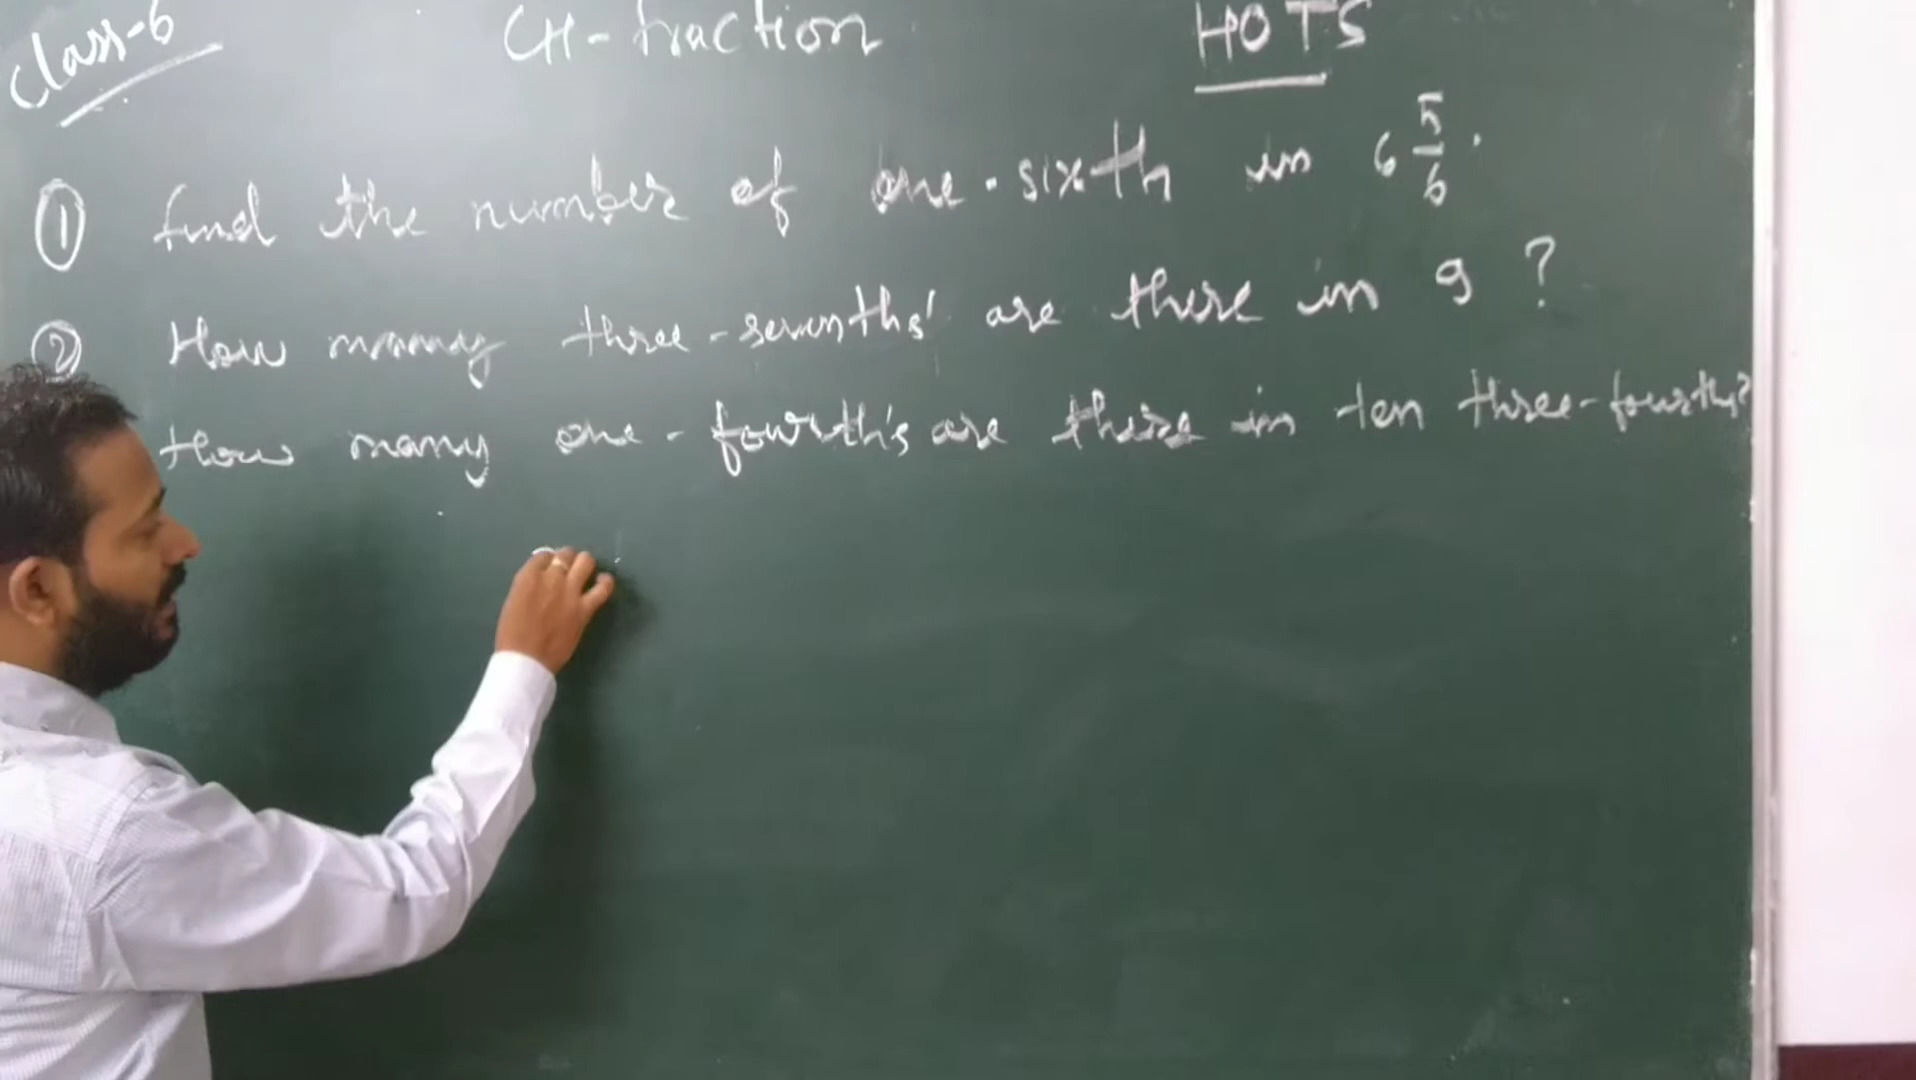 Class-6 CH-fraction HOTS
① find the number of one-sixth in 6 5/6.
② How many three-sevenths' are there in 9 ?
How many one-fourth's are there in ten three-fourths?